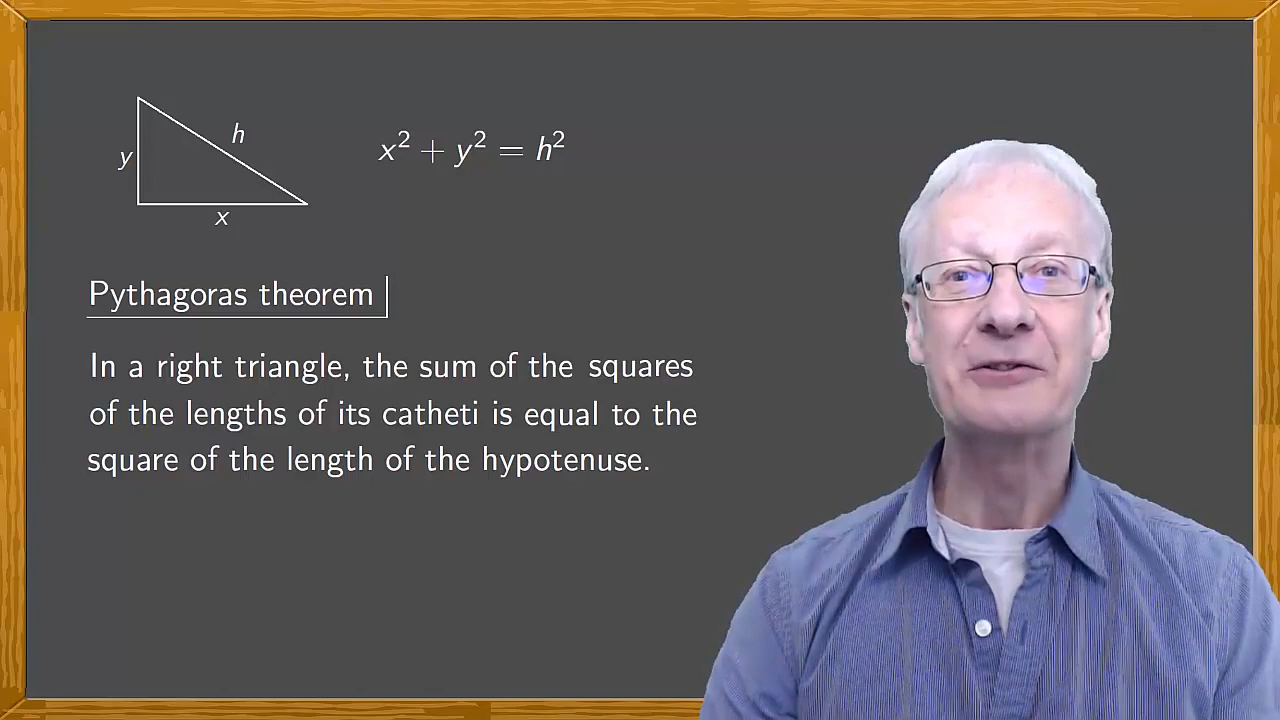 h
y
x
x² + y² = h²
Pythagoras theorem
In a right triangle, the sum of the squares
of the lengths of its catheti is equal to the
square of the length of the hypotenuse.